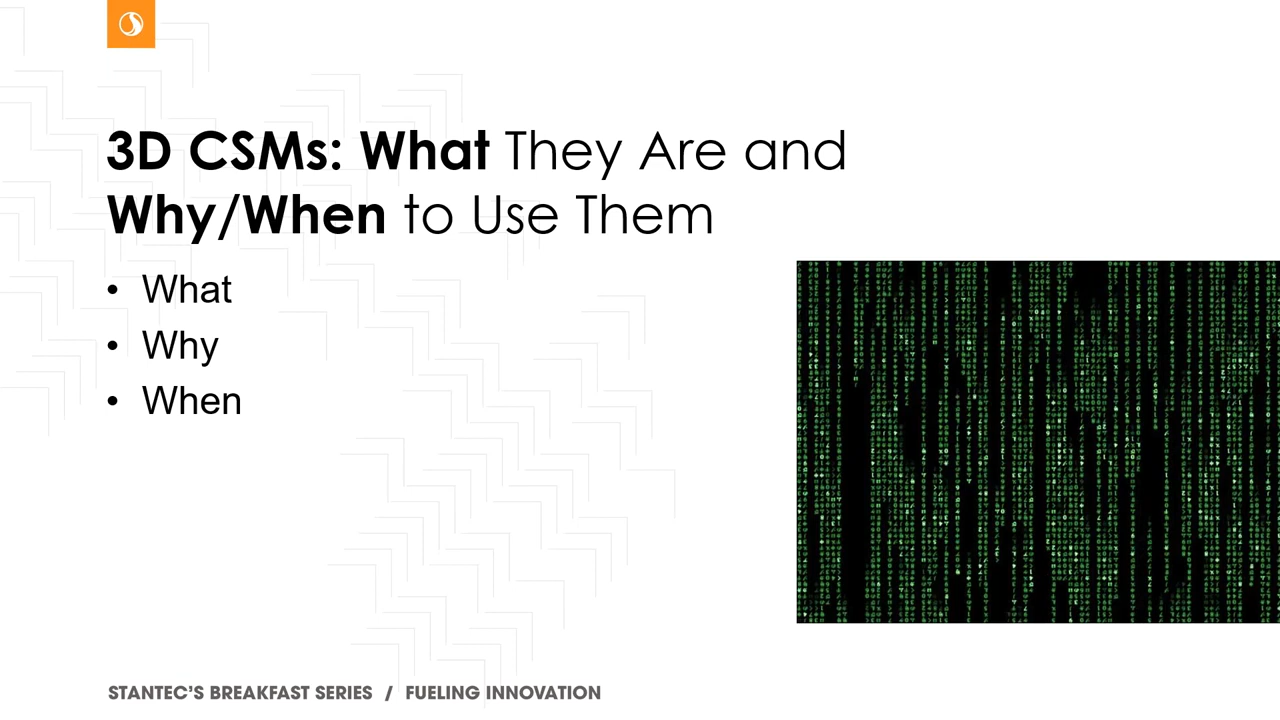 3D CSMs: What They Are and
Why/When to Use Them
• What
• Why
• When
STANTEC'S BREAKFAST SERIES / FUELING INNOVATION